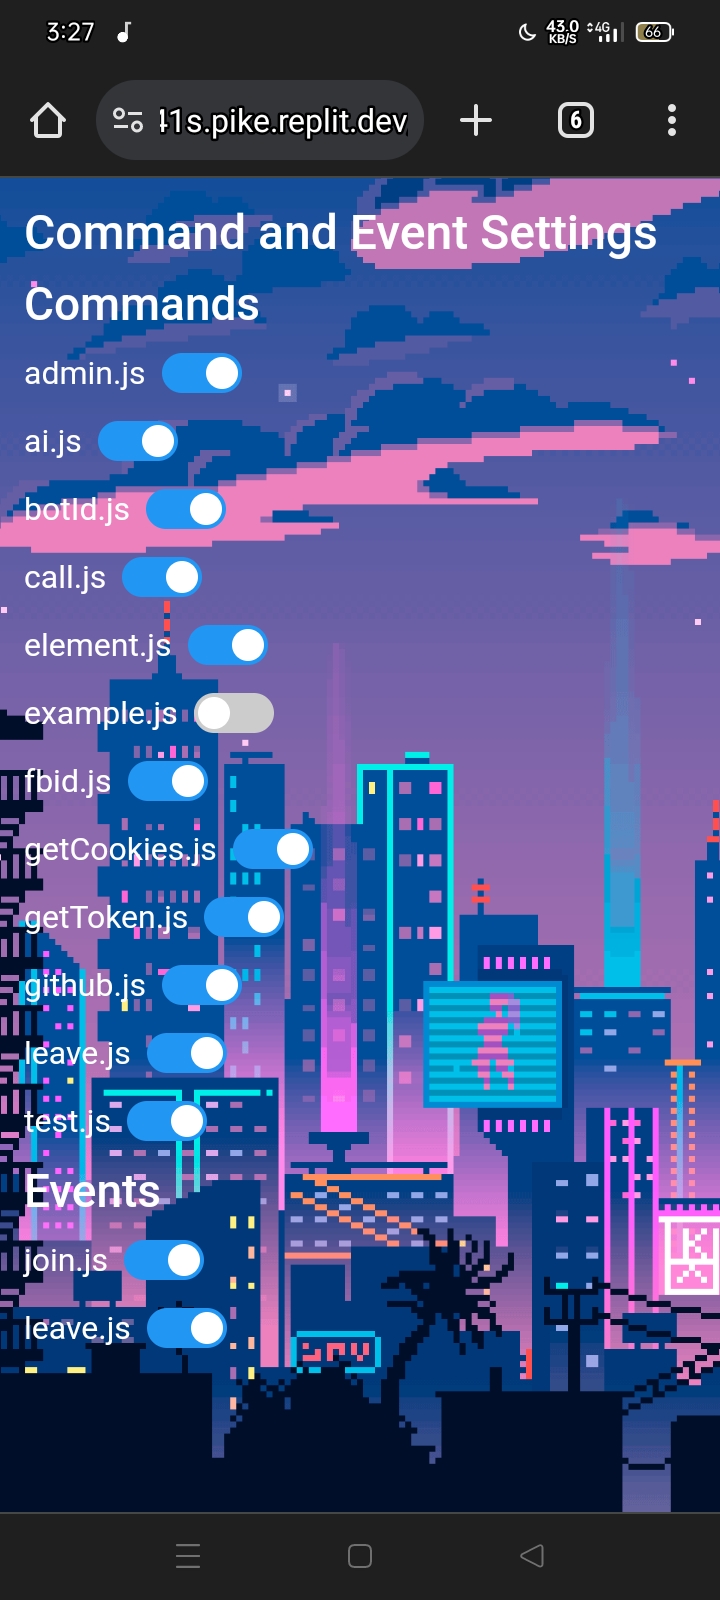 3:27
43.0
KB/S
4G
66
41s.pike.replit.dev
6
Command and Event Settings
Commands
admin.js
ai.js
botId.js
call.js
element.js
example.js
fbid.js
getCookies.js
getToken.js
github.js
leave.js
test.js
Events
join.js
leave.js